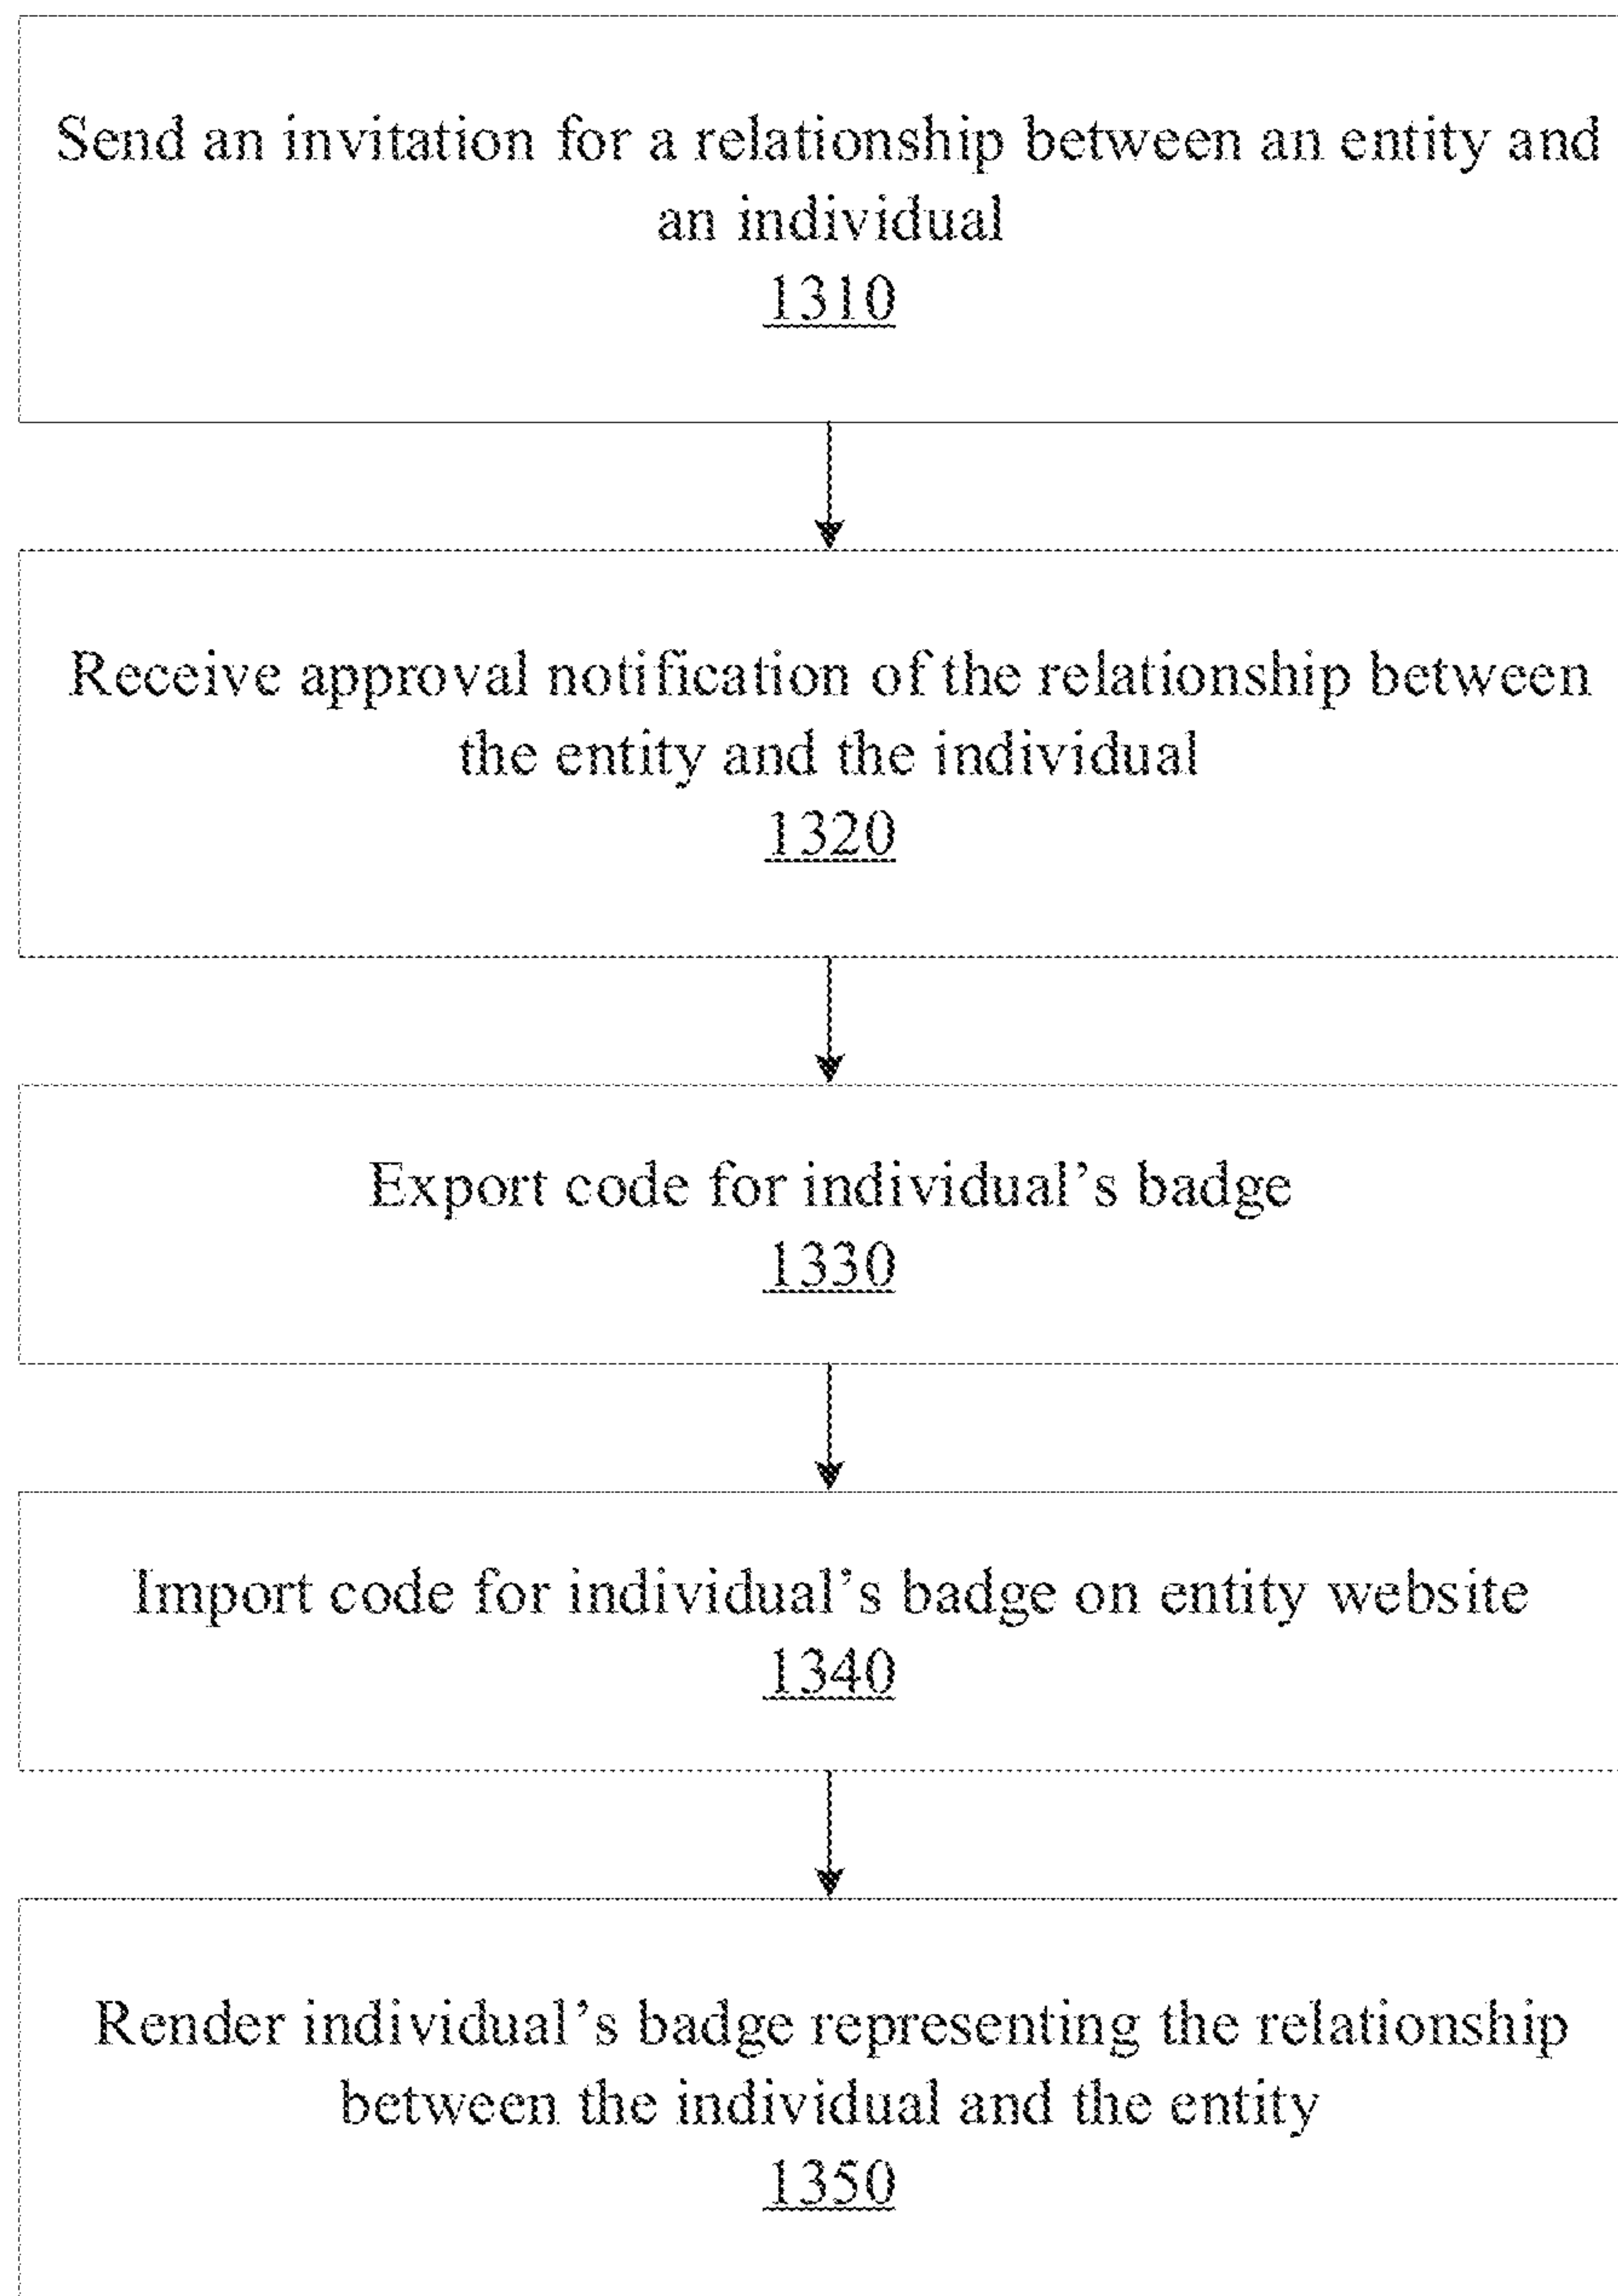 Send an invitation for a relationship between an entity and
an individual
1310
Receive approval notification of the relationship between
the entity and the individual
1320
Export code for individual’s badge
1330
Import code for individual’s badge on entity website
1340
Render individual’s badge representing the relationship
between the individual and the entity
1350